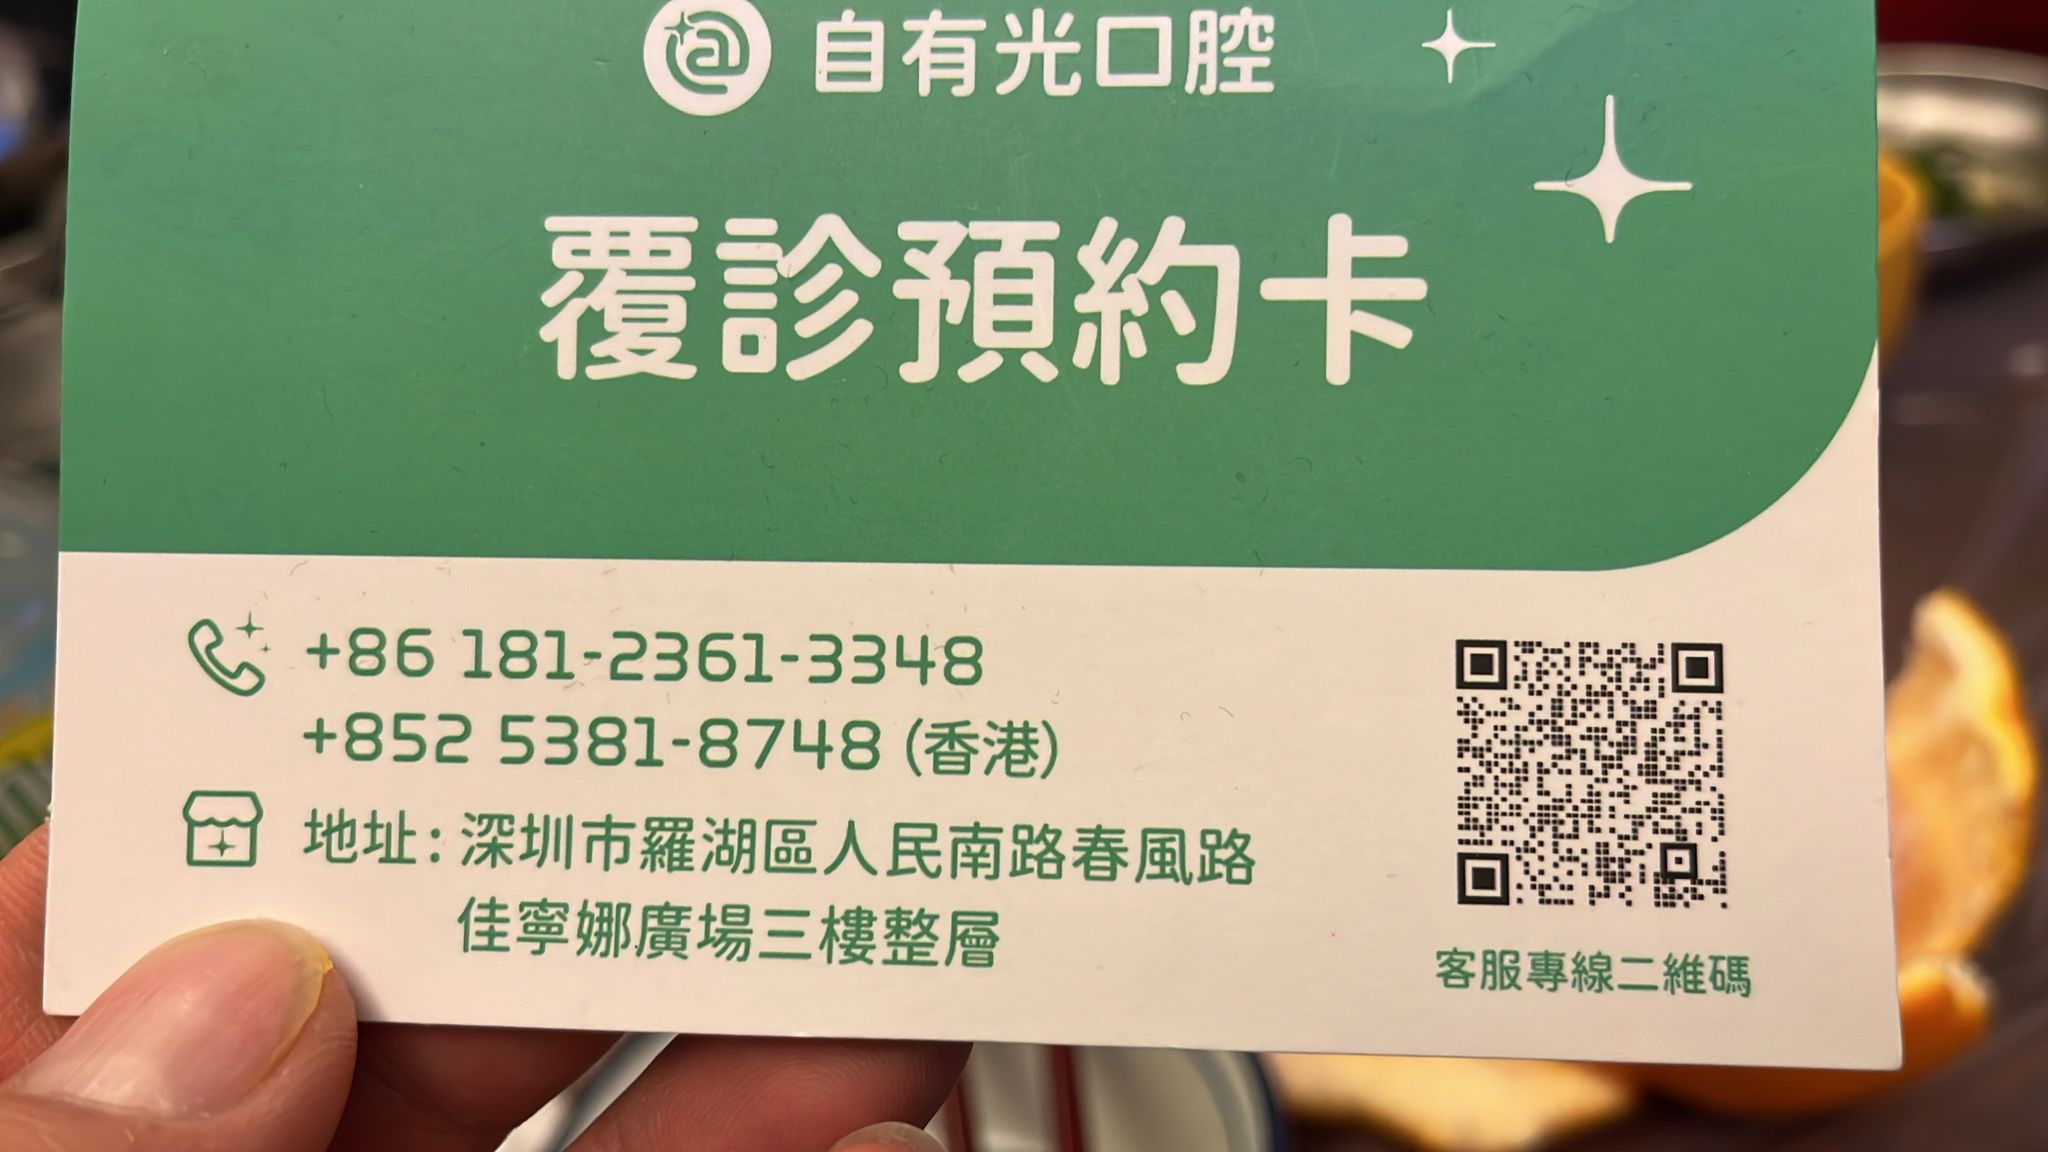 自有光口腔
覆診預約卡
+86 181-2361-3348
+852 5381-8748 (香港)
地址:深圳市羅湖區人民南路春風路
佳寧娜廣場三樓整層
客服專線二維碼